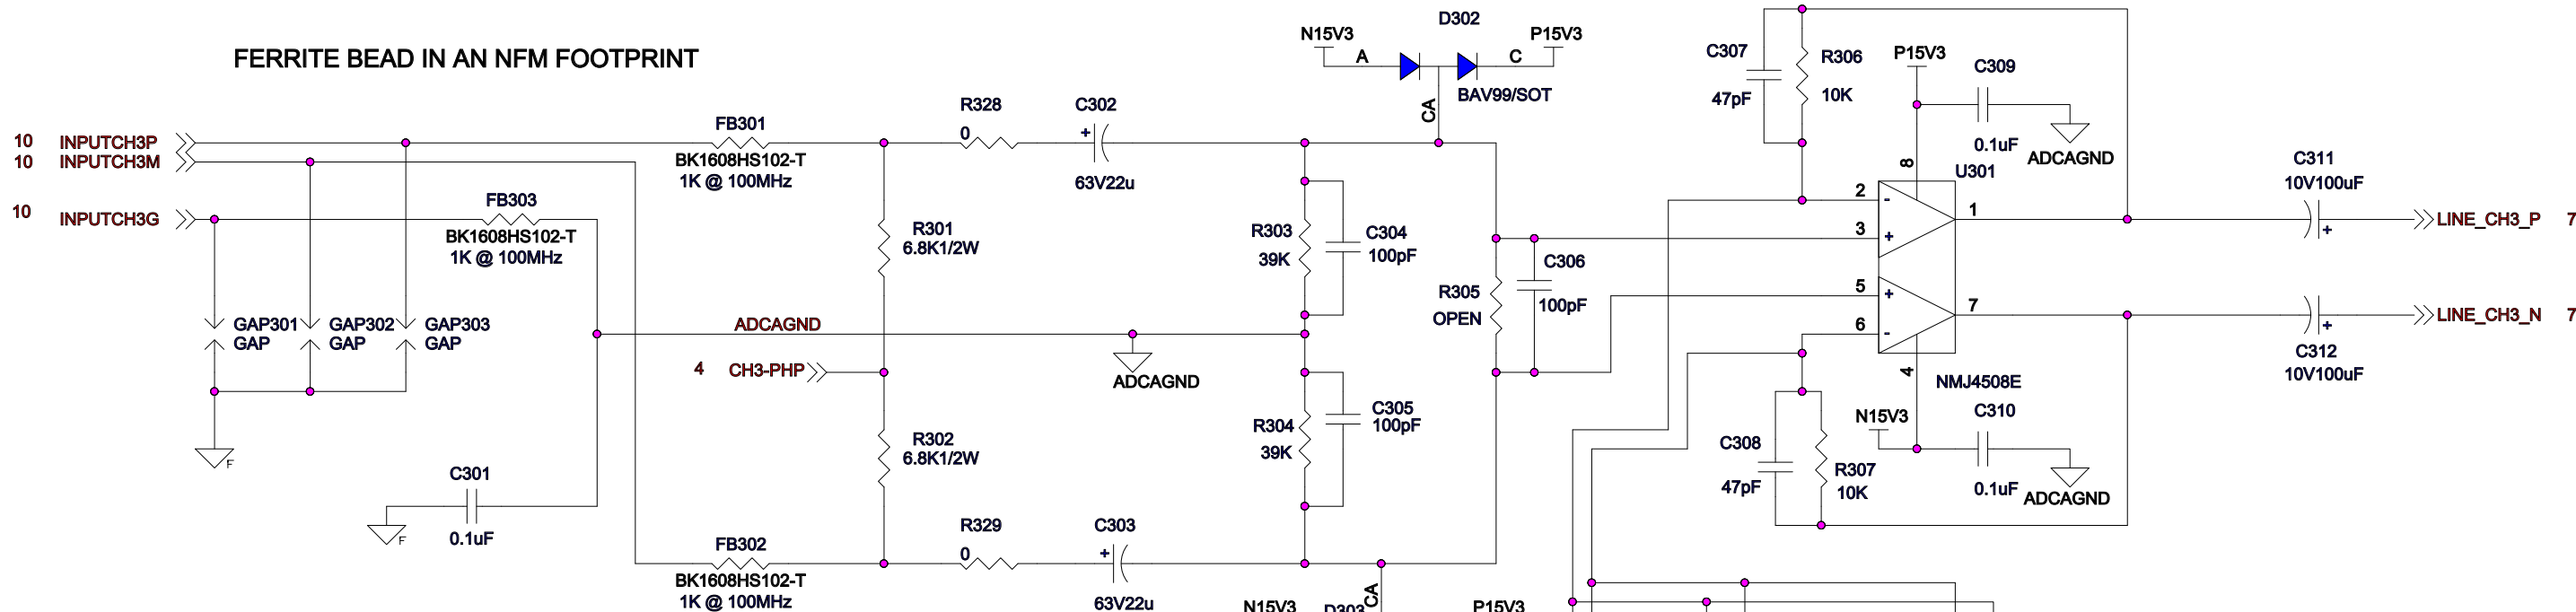 FERRITE BEAD IN AN NFM FOOTPRINT
10 INPUTCH3P
10 INPUTCH3M
10 INPUTCH3G
FB301
BK1608HS102-T
1K @ 100MHz
FB303
BK1608HS102-T
1K @ 100MHz
GAP301
GAP
GAP302
GAP
GAP303
GAP
F
C301
0.1uF
F
FB302
BK1608HS102-T
1K @ 100MHz
ADCAGND
4 CH3-PHP
R301
6.8K1/2W
R302
6.8K1/2W
R328
0
C302
+
63V22u
R329
0
C303
+
63V22u
ADCAGND
R303
39K
C304
100pF
R304
39K
C305
100pF
D302
N15V3
A
C
P15V3
BAV99/SOT
CA
R305
OPEN
C306
100pF
N15V3
D303
CA
P15V3
C307
47pF
R306
10K
P15V3
C309
0.1uF
ADCAGND
8
U301
2
-
3
+
1
5
+
6
-
7
4
NMJ4508E
N15V3
C310
0.1uF
ADCAGND
C308
47pF
R307
10K
C311
10V100uF
+
LINE_CH3_P 7
+
LINE_CH3_N 7
C312
10V100uF